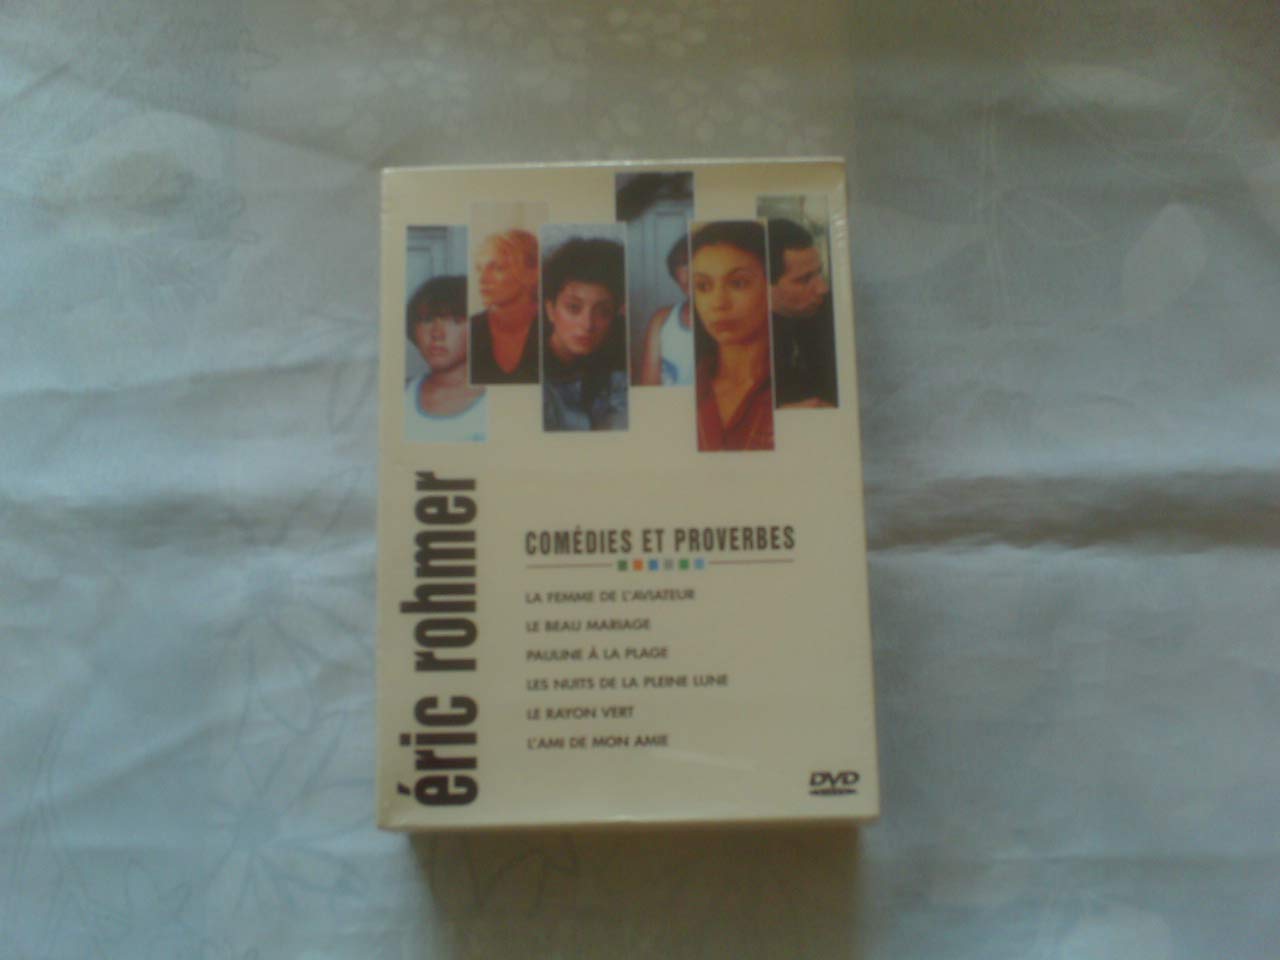 éric rohmer
COMÉDIES ET PROVERBES
LA FEMME DE L'AVIATEUR
LE BEAU MARIAGE
PAULINE À LA PLAGE
LES NUITS DE LA PLEINE LUNE
LE RAYON VERT
L'AMI DE MON AMIE
DVD